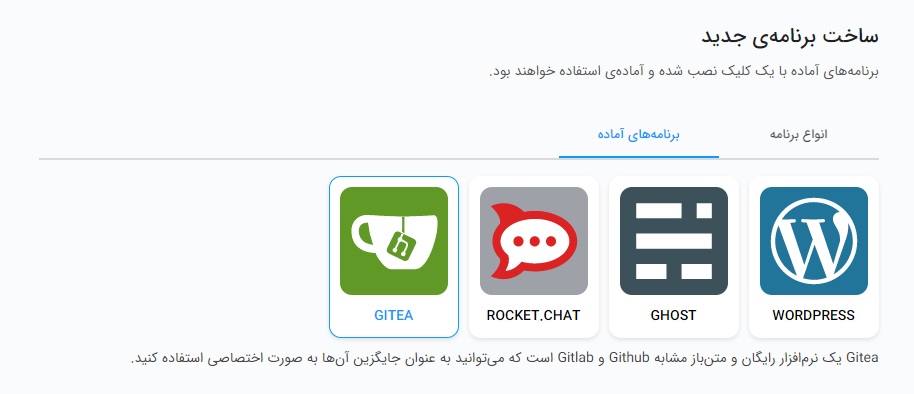 ساخت برنامه‌ی جدید
برنامه‌های آماده با یک کلیک نصب شده و آماده‌ی استفاده خواهند بود.
انواع برنامه
برنامه‌های آماده
WORDPRESS
GHOST
ROCKET.CHAT
GITEA
Gitea یک نرم‌افزار رایگان و متن‌باز مشابه Github و Gitlab است که می‌توانید به عنوان جایگزین آن‌ها به صورت اختصاصی استفاده کنید.